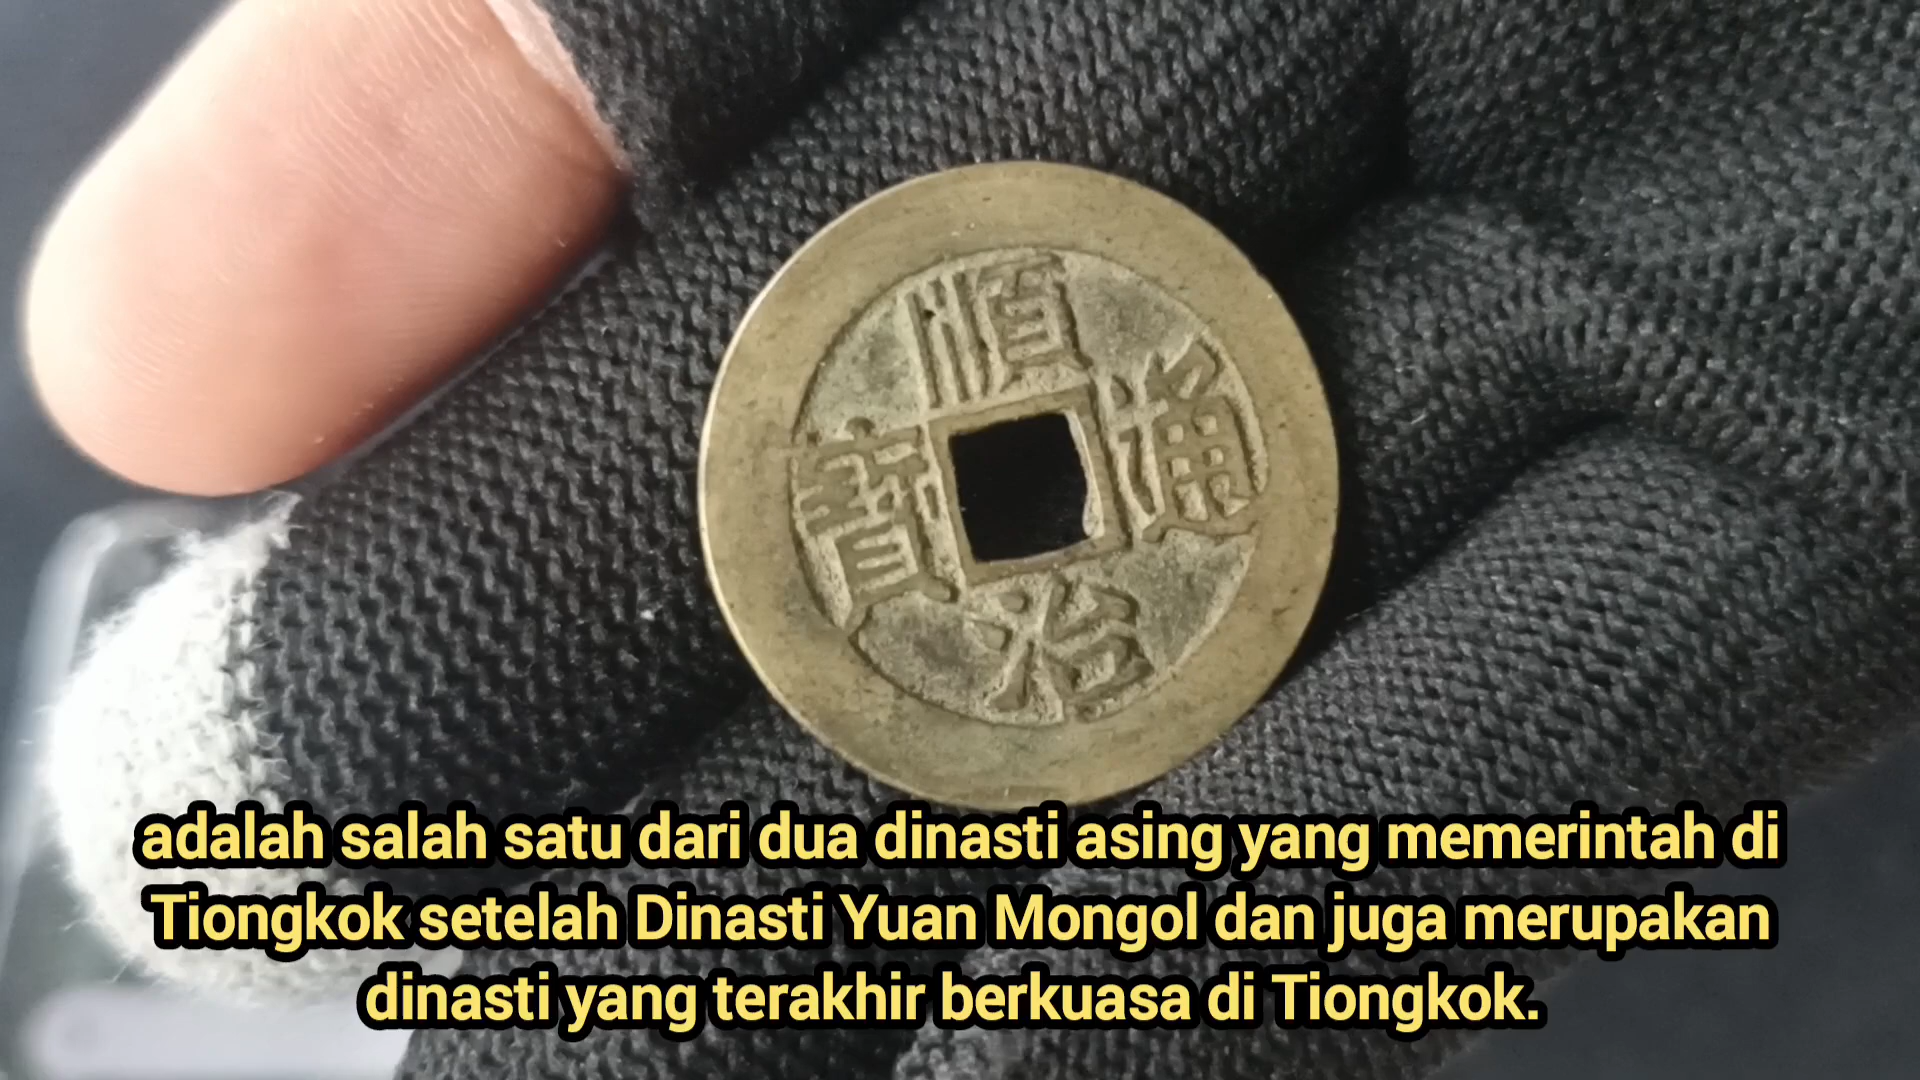 順
治
通
寶
adalah salah satu dari dua dinasti asing yang memerintah di
Tiongkok setelah Dinasti Yuan Mongol dan juga merupakan
dinasti yang terakhir berkuasa di Tiongkok.